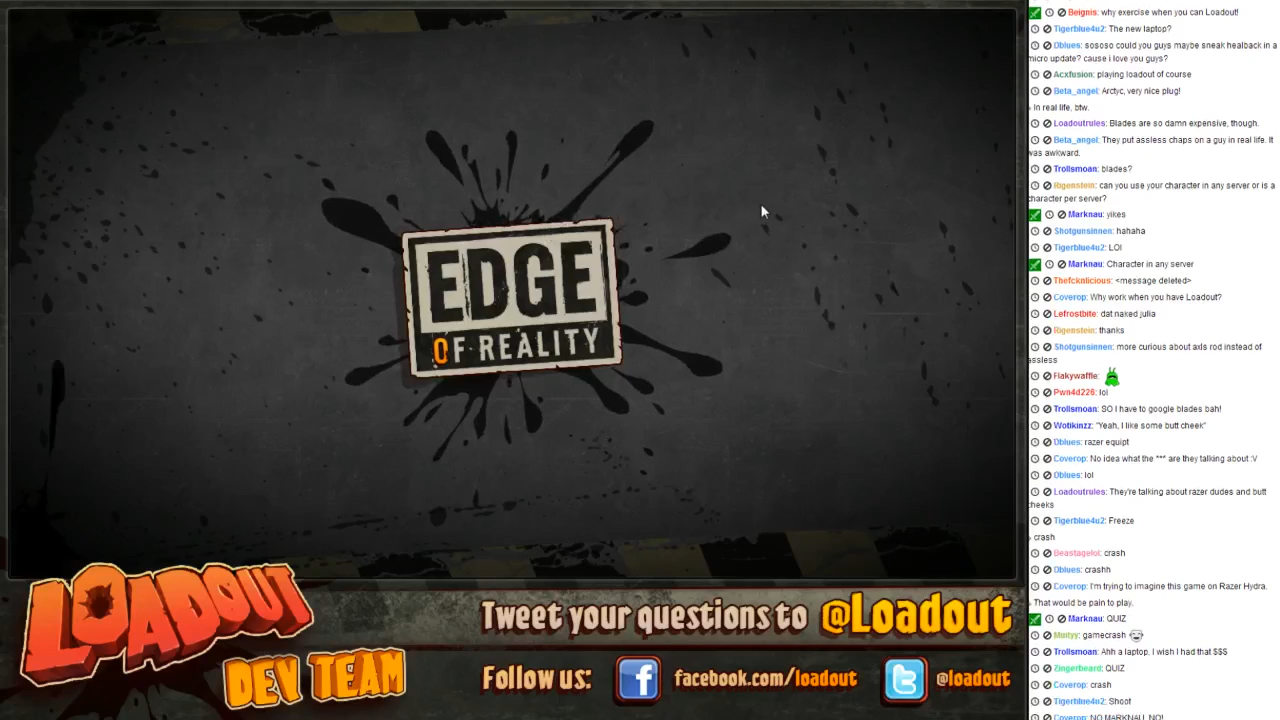 EDGE
OF REALITY
LOADOUT
DEV TEAM
Tweet your questions to @Loadout
Follow us: facebook.com/loadout @loadout
Beignis: why exercise when you can Loadout!
Tigerblue4u2: The new laptop?
Dblues: sososo could you guys maybe sneak healback in a
micro update? cause i love you guys?
Acxfusion: playing loadout of course
Beta_angel: Arctyc, very nice plug!
In real life, btw.
Loadoutrules: Blades are so damn expensive, though.
Beta_angel: They put assless chaps on a guy in real life. It
was awkward.
Trollsmoan: blades?
Rigenstein: can you use your character in any server or is a
character per server?
Marknau: yikes
Shotgunsinnen: hahaha
Tigerblue4u2: LOl
Marknau: Character in any server
Thefcknlicious: <message deleted>
Coverop: Why work when you have Loadout?
Lefrostbite: dat naked julia
Rigenstein: thanks
Shotgunsinnen: more curious about axls rod instead of
assless
Flakywaffle:
Pwn4d226: lol
Trollsmoan: SO I have to google blades bah!
Wotikinzz: "Yeah, I like some butt cheek"
Dblues: razer equipt
Coverop: No idea what the *** are they talking about :\/
Dblues: lol
Loadoutrules: They're talking about razer dudes and butt
cheeks
Tigerblue4u2: Freeze
crash
Beastagelol: crash
Dblues: crashh
Coverop: I'm trying to imagine this game on Razer Hydra.
That would be pain to play.
Marknau: QUIZ
Muttyy: gamecrash
Trollsmoan: Ahh a laptop, I wish I had that $$$
Zingerbeard: QUIZ
Coverop: crash
Tigerblue4u2: Shoot
Coverop: NO MARKNAU, NO!